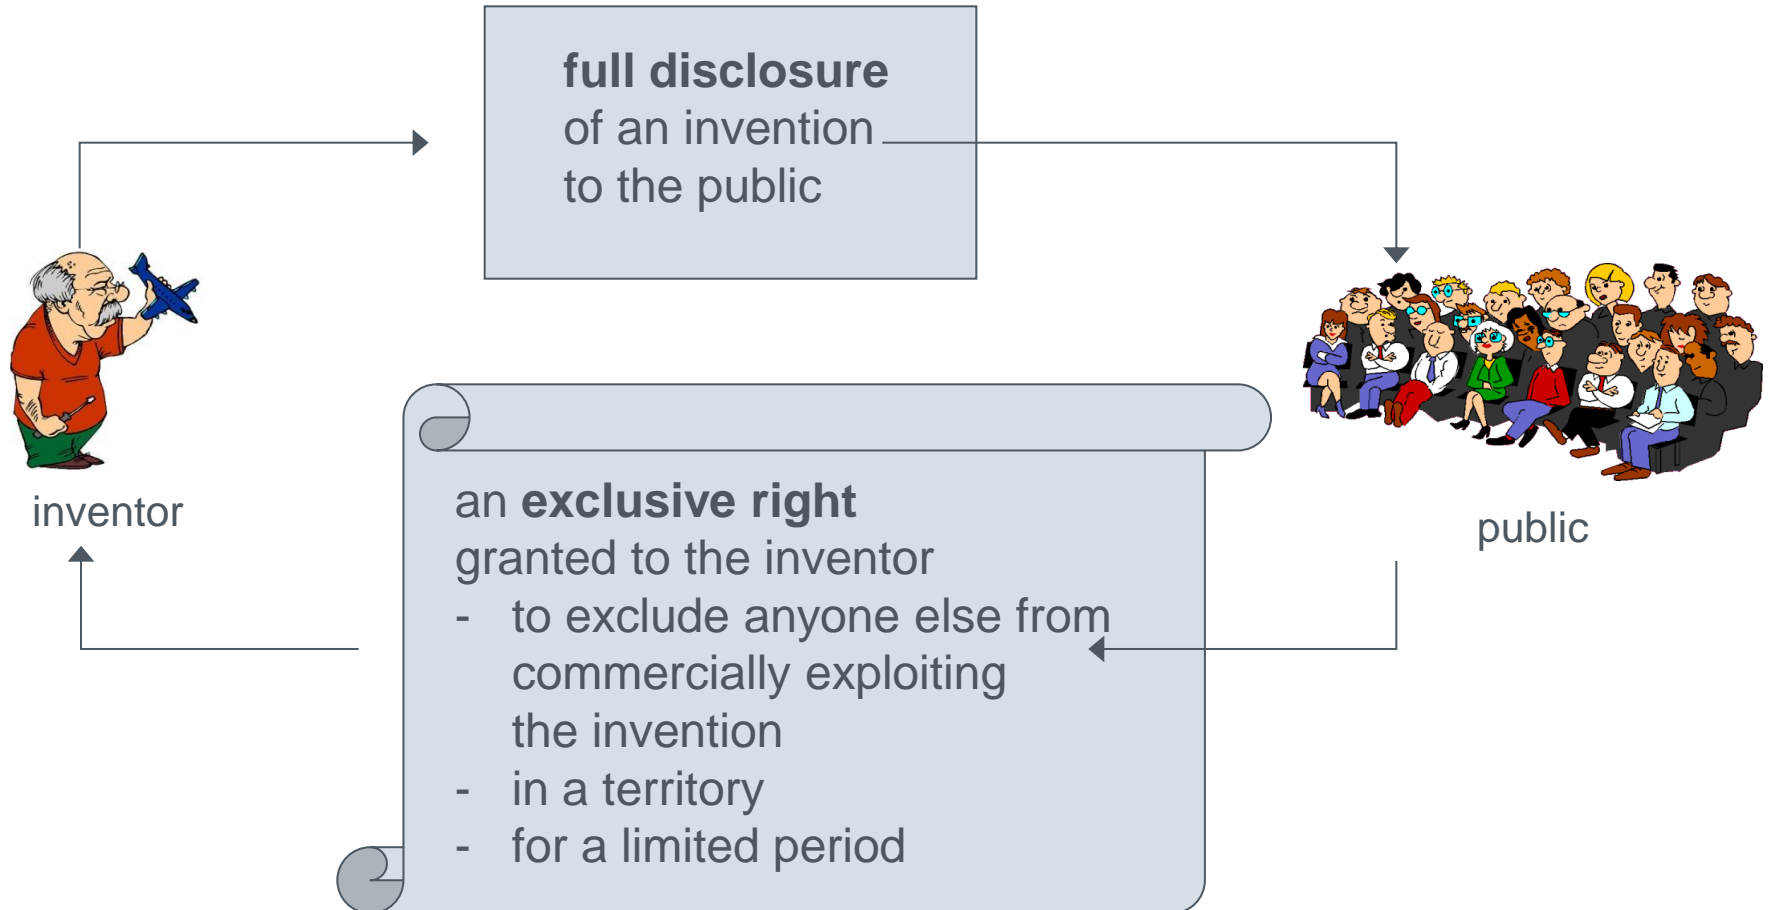 full disclosure
of an invention
to the public
inventor
public
an exclusive right
granted to the inventor
- to exclude anyone else from
commercially exploiting
the invention
- in a territory
- for a limited period